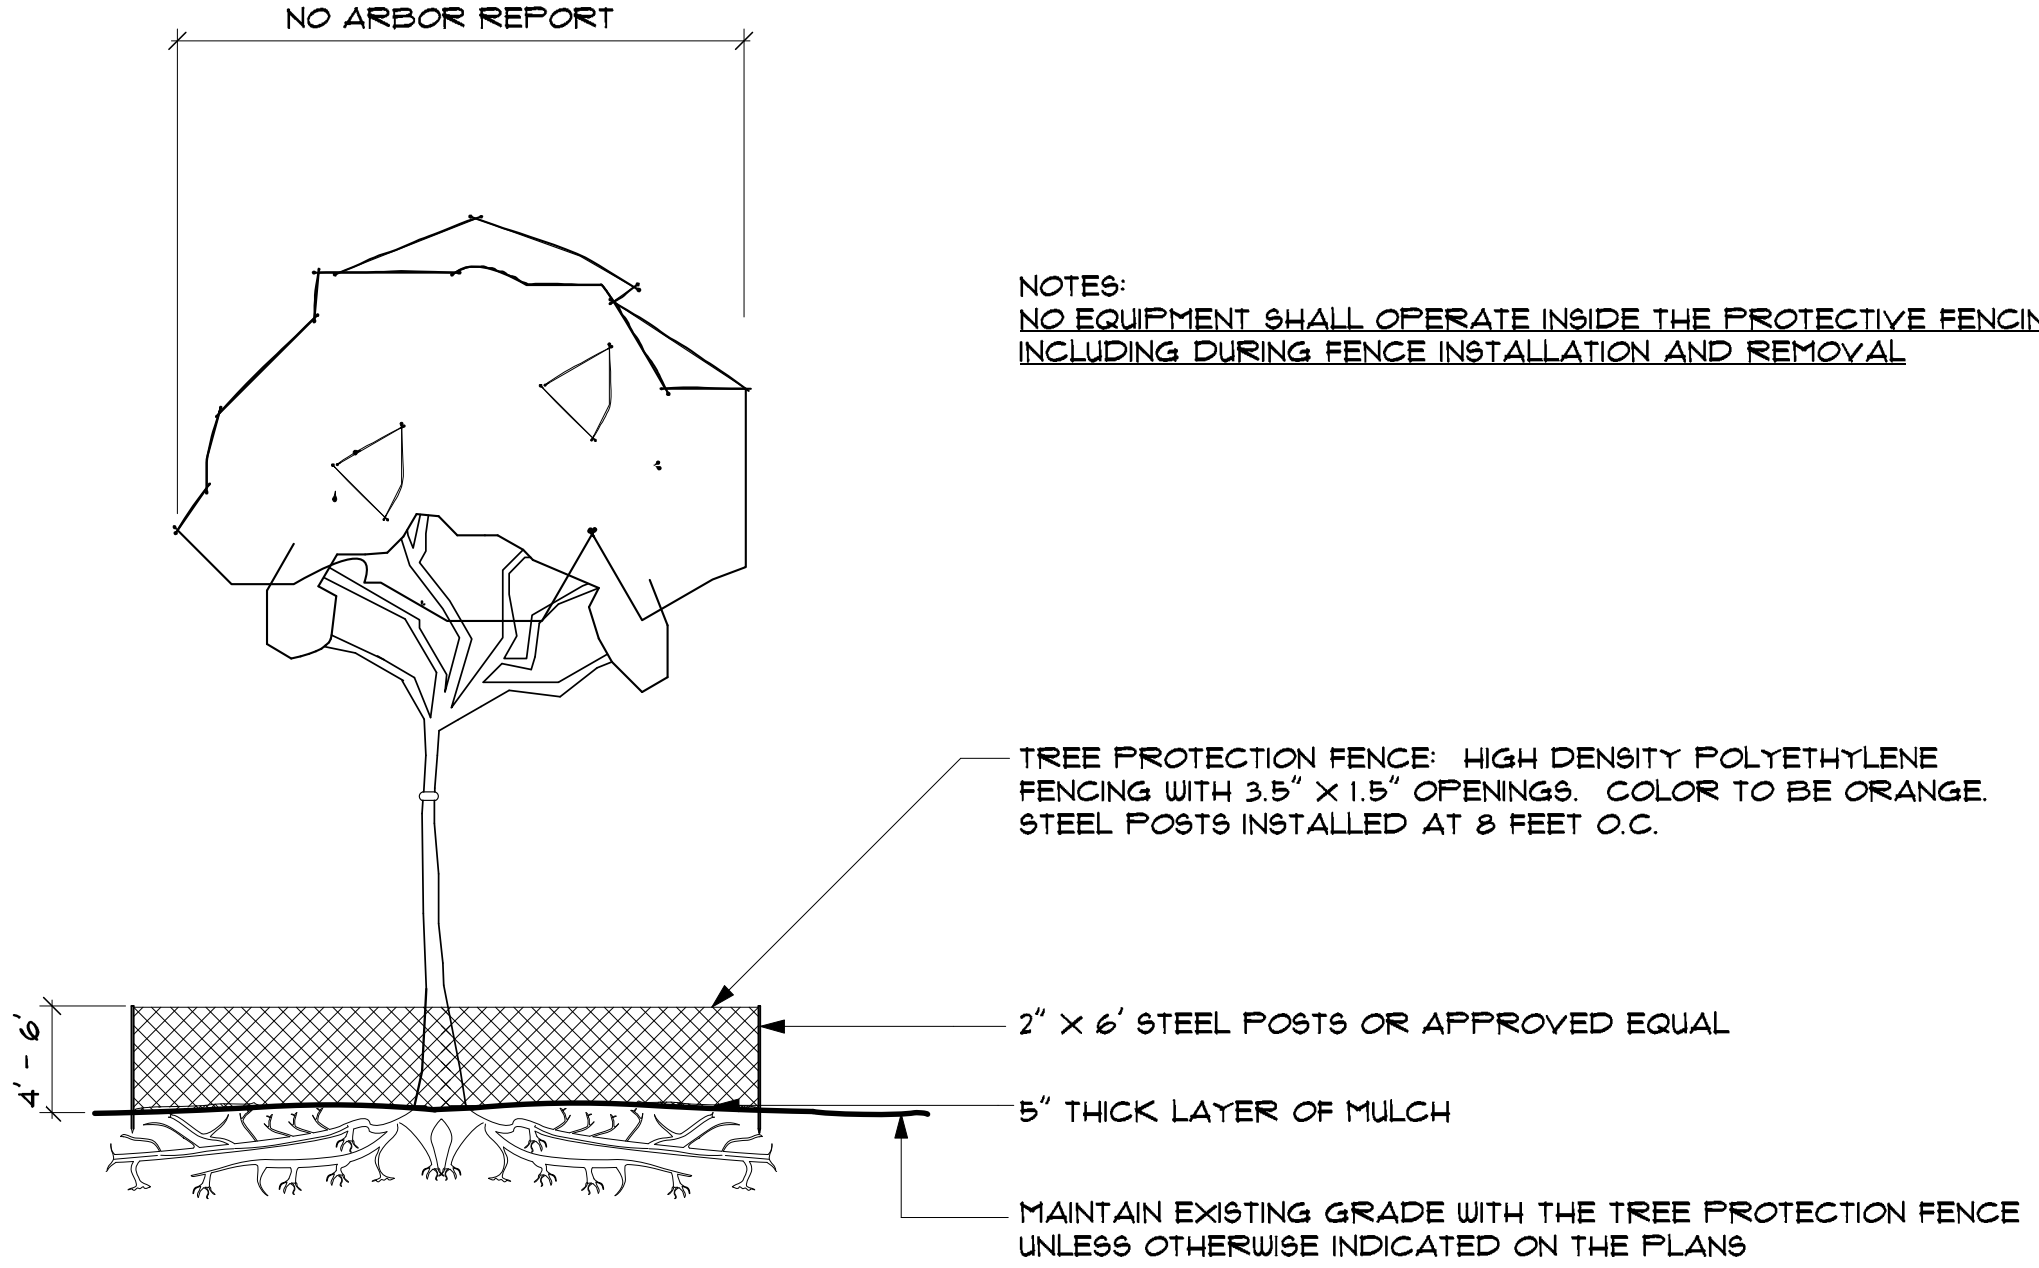 NO ARBOR REPORT
NOTES:
NO EQUIPMENT SHALL OPERATE INSIDE THE PROTECTIVE FENCIN
INCLUDING DURING FENCE INSTALLATION AND REMOVAL
TREE PROTECTION FENCE: HIGH DENSITY POLYETHYLENE
FENCING WITH 3.5" X 1.5" OPENINGS. COLOR TO BE ORANGE.
STEEL POSTS INSTALLED AT 8 FEET O.C.
4' - 6'
2" X 6' STEEL POSTS OR APPROVED EQUAL
5" THICK LAYER OF MULCH
MAINTAIN EXISTING GRADE WITH THE TREE PROTECTION FENCE
UNLESS OTHERWISE INDICATED ON THE PLANS